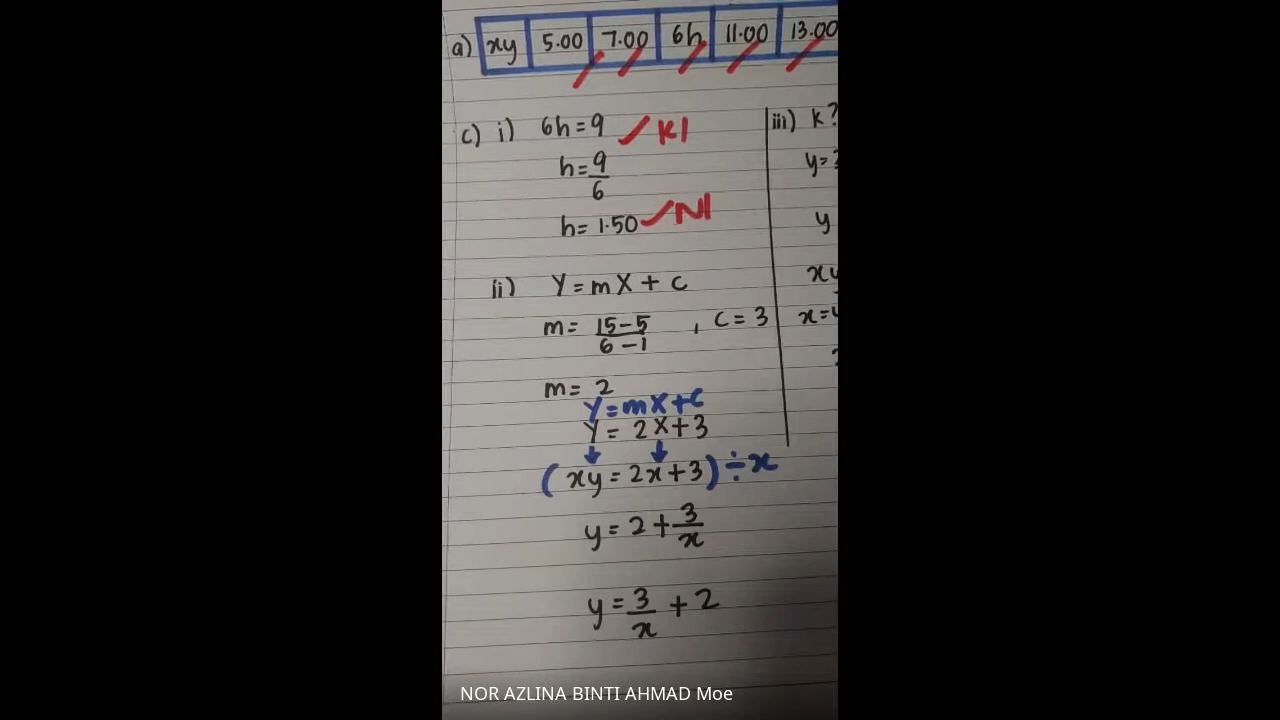 a) xy 5.00 7.00 6h 11.00 13.00
c) i) 6h = 9 ✓ K1
h = 9/6
h = 1.50 ✓ N1
ii) Y = mX + c
m = 15 - 5 / 6 - 1 , c = 3
m = 2
Y = mX + c
Y = 2X + 3
(xy = 2x + 3) ÷ x
y = 2 + 3/x
y = 3/x + 2
iii) k?
y =
y
x = 
NOR AZLINA BINTI AHMAD Moe